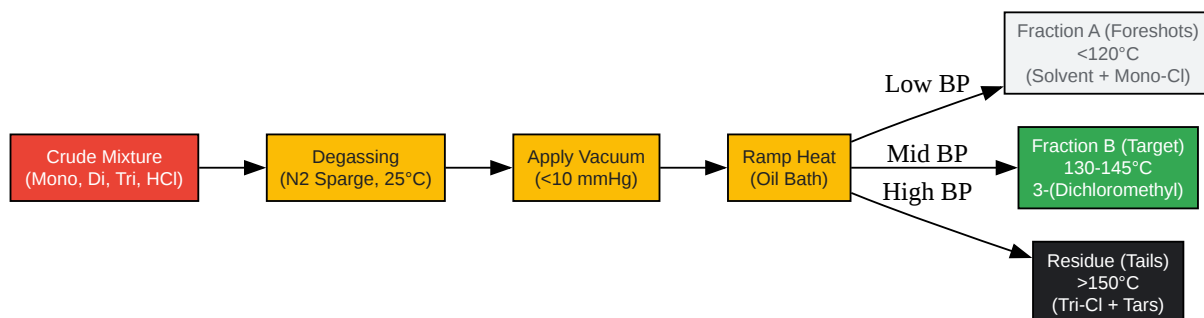 Crude Mixture
(Mono, Di, Tri, HCl)
Degassing
(N2 Sparge, 25°C)
Apply Vacuum
(<10 mmHg)
Ramp Heat
(Oil Bath)
Low BP
Fraction A (Foreshots)
<120°C
(Solvent + Mono-Cl)
Mid BP
Fraction B (Target)
130-145°C
3-(Dichloromethyl)
High BP
Residue (Tails)
>150°C
(Tri-Cl + Tars)